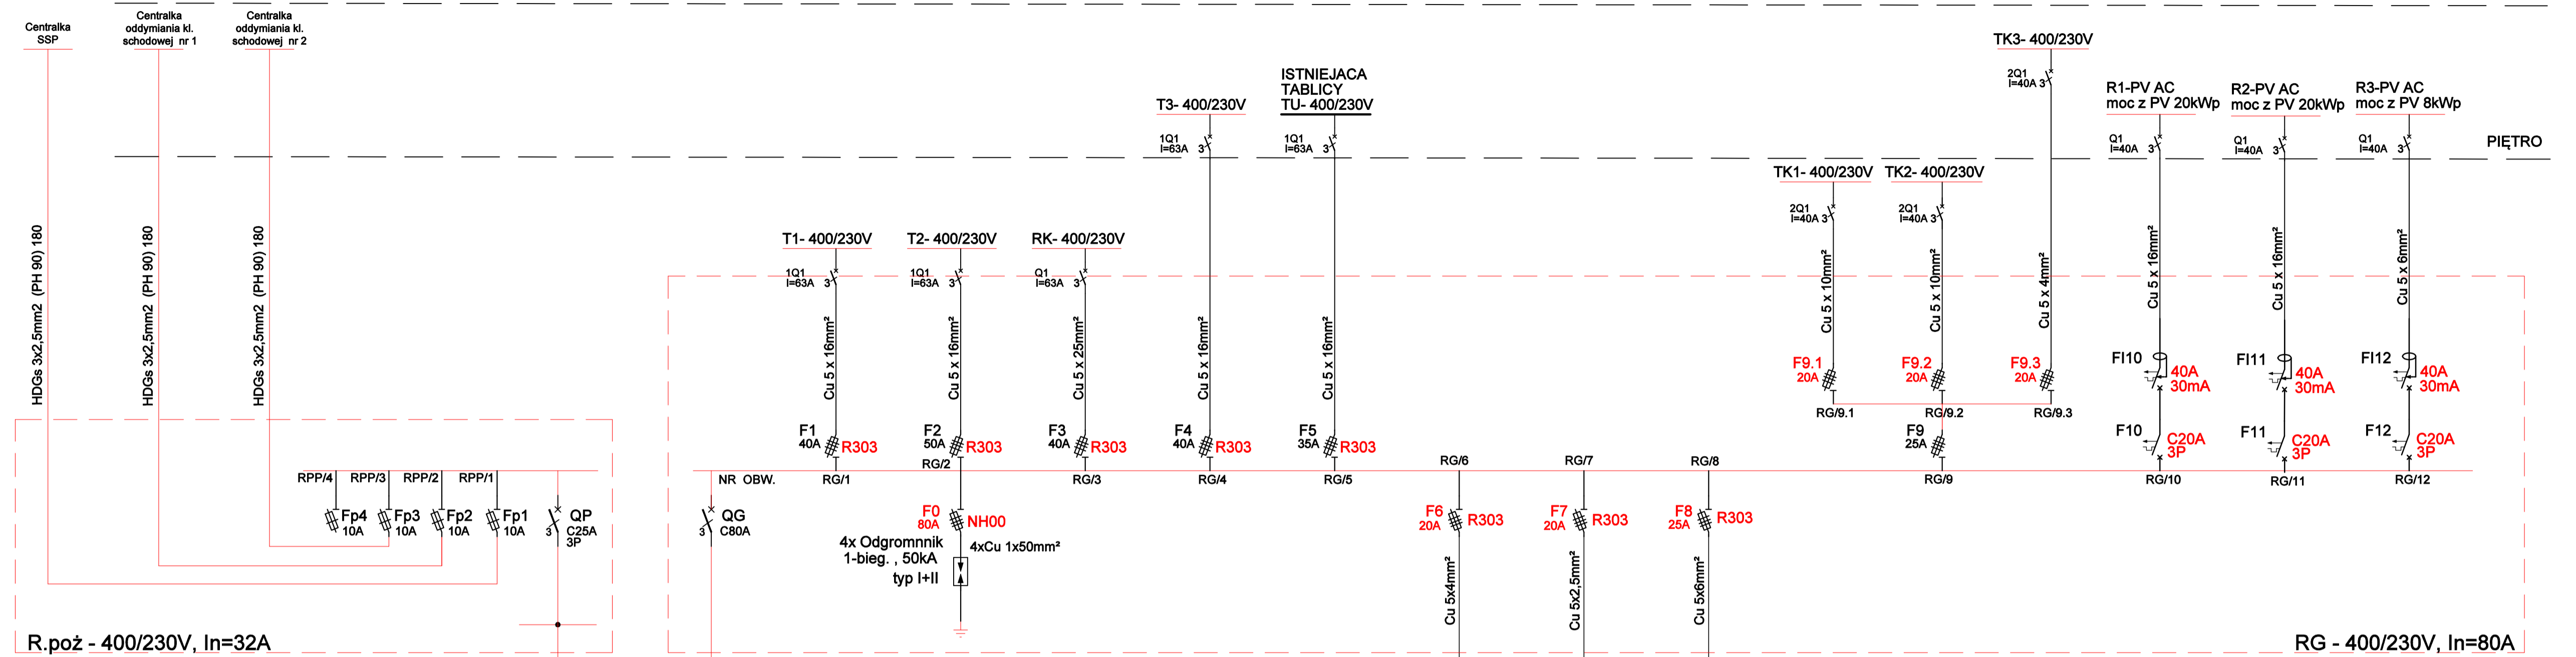 Centralka
SSP
Centralka
oddymiania kl.
schodowej  nr 1
Centralka
oddymiania kl.
schodowej  nr 2
HDGs 3x2,5mm2  (PH 90) 180
HDGs 3x2,5mm2  (PH 90) 180
HDGs 3x2,5mm2  (PH 90) 180
RPP/4
RPP/3
RPP/2
RPP/1
Fp4
10A
Fp3
10A
Fp2
10A
Fp1
10A
3
QP
C25A
3P
R.poż - 400/230V, In=32A
T1- 400/230V
1Q1
I=63A
3
Cu 5 x 16mm²
F1
40A
R303
RG/1
T2- 400/230V
1Q1
I=63A
3
Cu 5 x 16mm²
F2
50A
R303
RG/2
RK- 400/230V
Q1
I=63A
3
Cu 5 x 25mm²
F3
40A
R303
RG/3
T3- 400/230V
1Q1
I=63A
3
Cu 5 x 16mm²
F4
40A
R303
RG/4
ISTNIEJACA
TABLICY
TU- 400/230V
1Q1
I=63A
3
Cu 5 x 16mm²
F5
35A
R303
RG/5
NR  OBW.
3
QG
C80A
F0
80A
NH00
4x Odgromnnik
1-bieg. , 50kA
typ I+II
4xCu 1x50mm²
RG/6
F6
20A
R303
Cu 5x4mm²
RG/7
F7
20A
R303
Cu 5x2,5mm²
RG/8
F8
25A
R303
Cu 5x6mm²
TK1- 400/230V
2Q1
I=40A 3
Cu 5 x 10mm²
F9.1
20A
RG/9.1
TK2- 400/230V
2Q1
I=40A 3
Cu 5 x 10mm²
F9.2
20A
RG/9.2
TK3- 400/230V
2Q1
I=40A 3
Cu 5 x 4mm²
F9.3
20A
RG/9.3
F9
25A
RG/9
R1-PV AC
moc z PV 20kWp
Q1
I=40A
3
Cu 5 x 16mm²
FI10
40A
30mA
F10
C20A
3P
RG/10
R2-PV AC
moc z PV 20kWp
Q1
I=40A
3
Cu 5 x 16mm²
FI11
40A
30mA
F11
C20A
3P
RG/11
R3-PV AC
moc z PV 8kWp
Q1
I=40A
3
Cu 5 x 6mm²
FI12
40A
30mA
F12
C20A
3P
RG/12
PIĘTRO
RG - 400/230V, In=80A